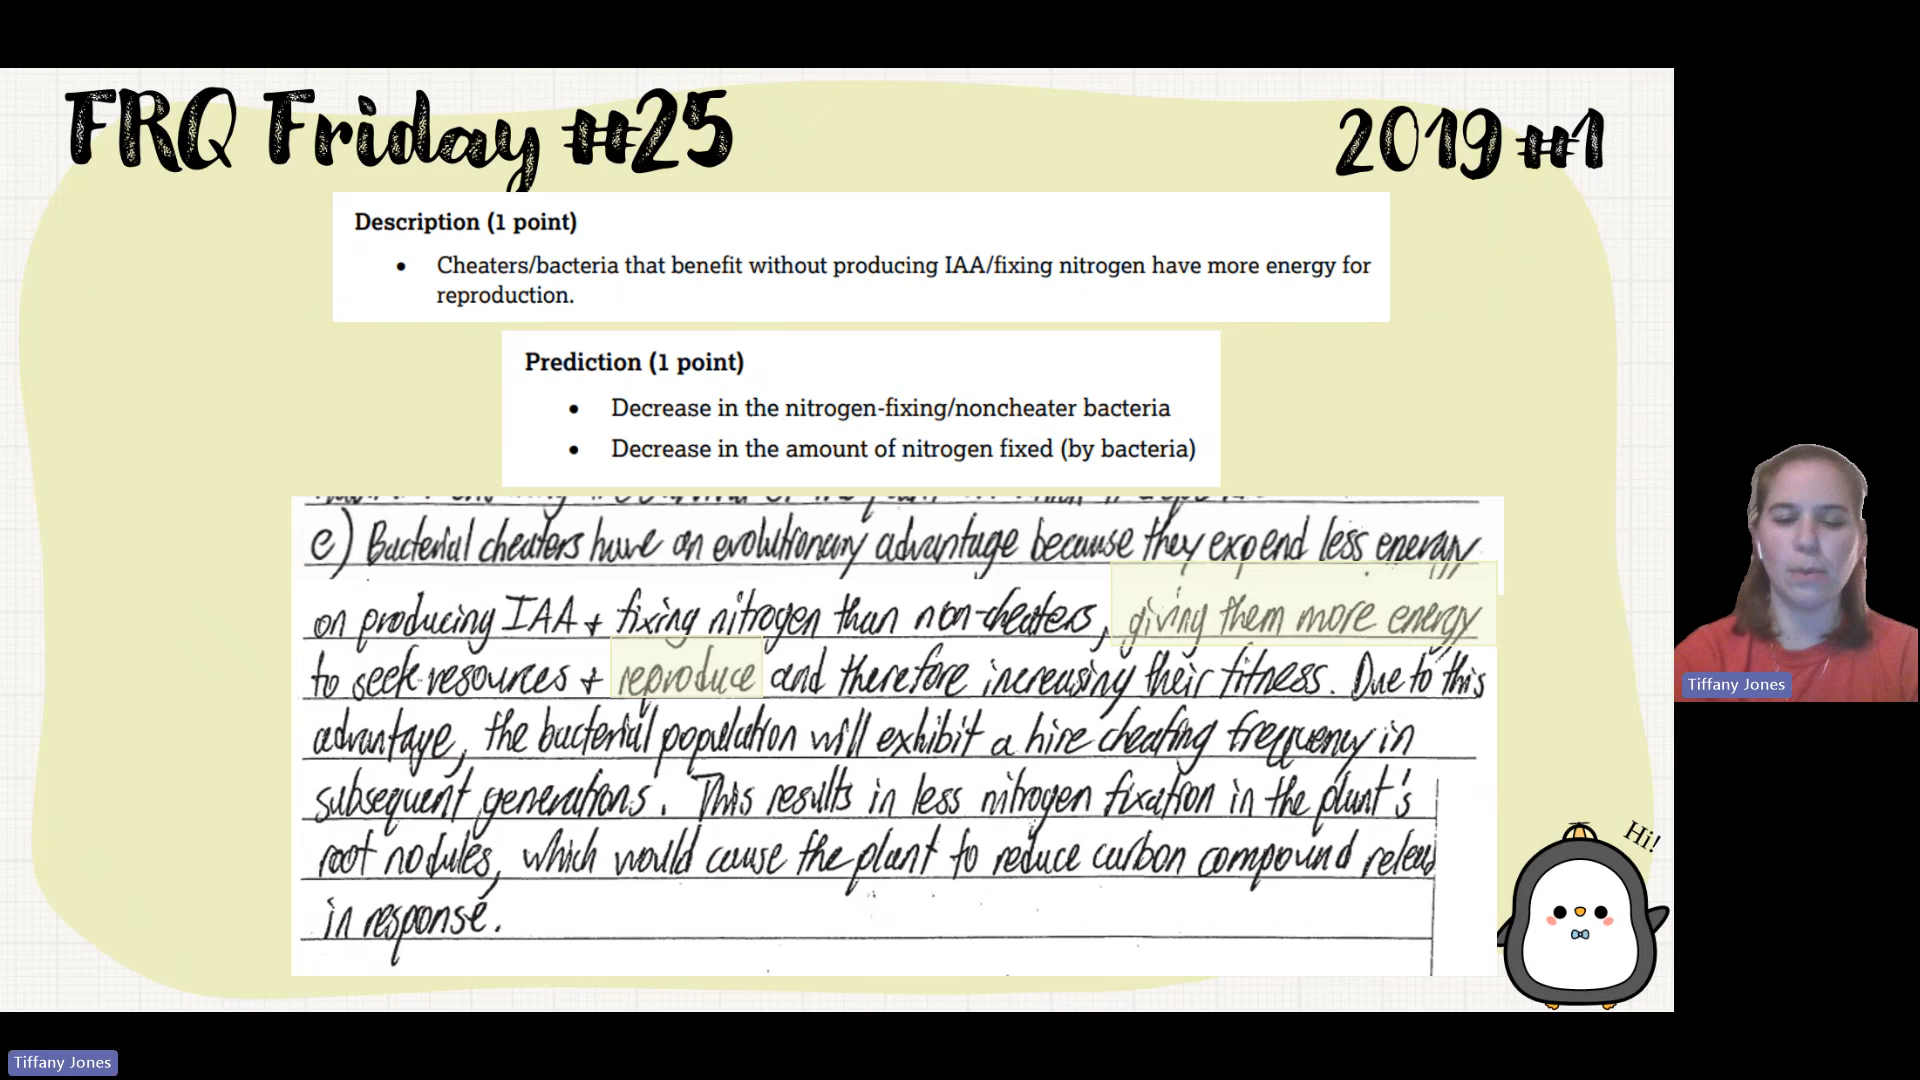 FRQ Friday #25
2019 #1
Description (1 point)
• Cheaters/bacteria that benefit without producing IAA/fixing nitrogen have more energy for
reproduction.
Prediction (1 point)
• Decrease in the nitrogen-fixing/noncheater bacteria
• Decrease in the amount of nitrogen fixed (by bacteria)
e) Bacterial cheaters have an evolutionary advantage because they expend less energy
on producing IAA + fixing nitrogen than non-cheaters, giving them more energy
to seek resources + reproduce and therefore increasing their fitness. Due to this
advantage, the bacterial population will exhibit a hire cheating frequency in
subsequent generations. This results in less nitrogen fixation in the plant's
root nodules, which would cause the plant to reduce carbon compound
in response.
Hi!
Tiffany Jones
Tiffany Jones